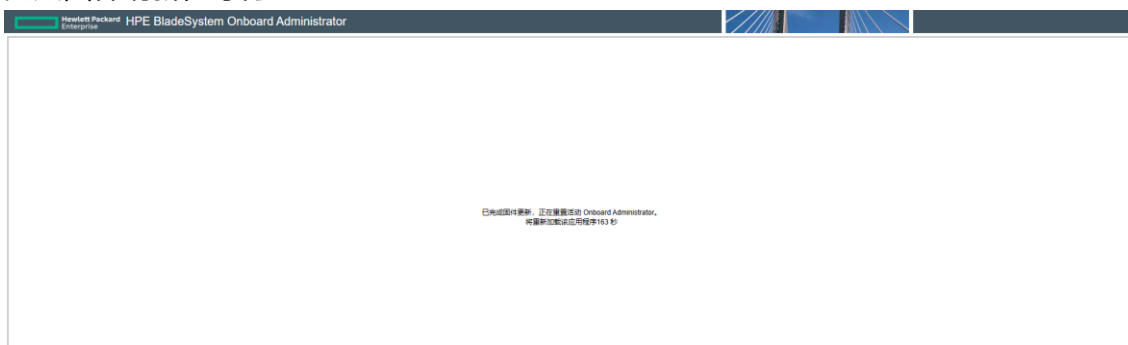 Hewlett Packard
Enterprise
HPE BladeSystem Onboard Administrator
已完成固件更新，正在重置活动 Onboard Administrator。
将重新加载该应用程序163 秒